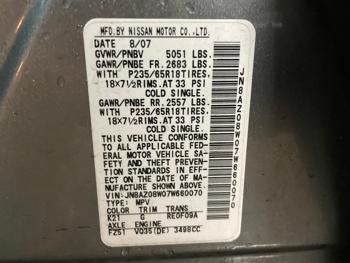 MFD.BY NISSAN MOTOR CO.,LTD.
DATE 8/07
GVWR/PNBV 5051 LBS.
GAWR/PNBE FR. 2683 LBS.
WITH P235/65R18TIRES,
18X7½RIMS.AT 33 PSI
COLD SINGLE.
GAWR/PNBE RR. 2557 LBS.
WITH P235/65R18TIRES,
18X7½RIMS.AT 33 PSI
COLD SINGLE.
THIS VEHICLE CONFORMS
TO ALL APPLICABLE FED-
ERAL MOTOR VEHICLE SA-
FETY AND THEFT PREVEN-
TION STANDARDS IN EFF-
ECT ON THE DATE OF MA-
NUFACTURE SHOWN ABOVE.
JN8AZ08W07W660070
TYPE: MPV
COLOR TRIM TRANS
K21 G RE0F09A
AXLE ENGINE
FZ51 VQ35(DE) 3498CC
JN8AZ08W07W660070